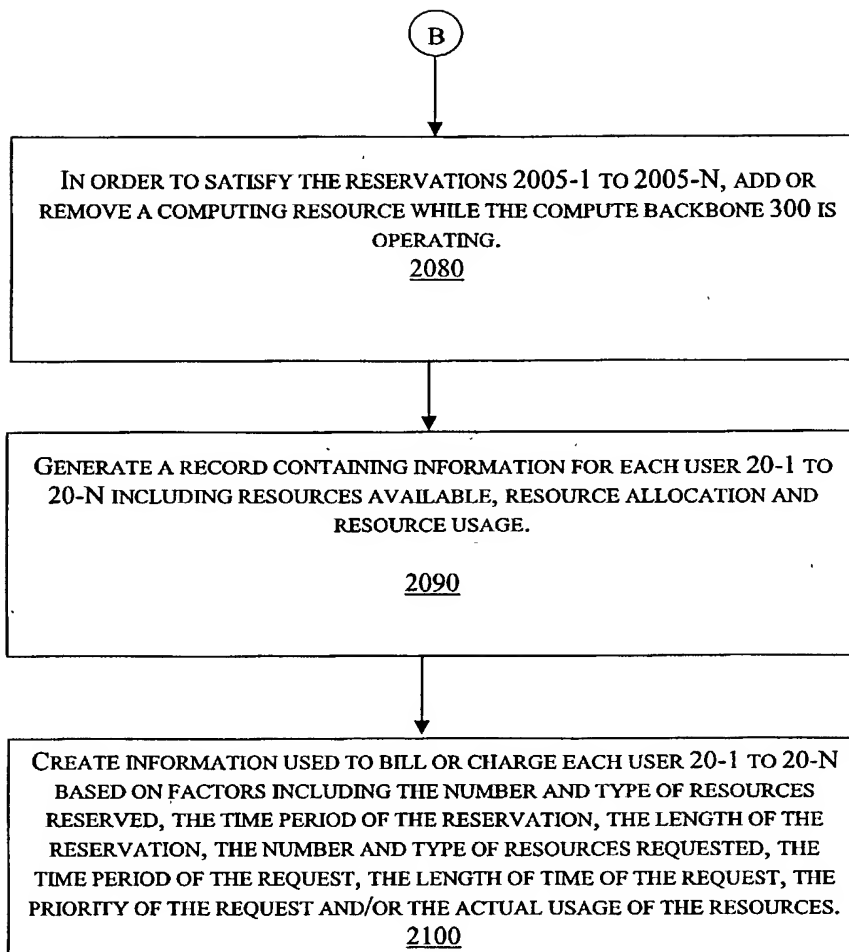 B
IN ORDER TO SATISFY THE RESERVATIONS 2005-1 TO 2005-N, ADD OR
REMOVE A COMPUTING RESOURCE WHILE THE COMPUTE BACKBONE 300 IS
OPERATING.
2080
GENERATE A RECORD CONTAINING INFORMATION FOR EACH USER 20-1 TO
20-N INCLUDING RESOURCES AVAILABLE, RESOURCE ALLOCATION AND
RESOURCE USAGE.
2090
CREATE INFORMATION USED TO BILL OR CHARGE EACH USER 20-1 TO 20-N
BASED ON FACTORS INCLUDING THE NUMBER AND TYPE OF RESOURCES
RESERVED, THE TIME PERIOD OF THE RESERVATION, THE LENGTH OF THE
RESERVATION, THE NUMBER AND TYPE OF RESOURCES REQUESTED, THE
TIME PERIOD OF THE REQUEST, THE LENGTH OF TIME OF THE REQUEST, THE
PRIORITY OF THE REQUEST AND/OR THE ACTUAL USAGE OF THE RESOURCES.
2100